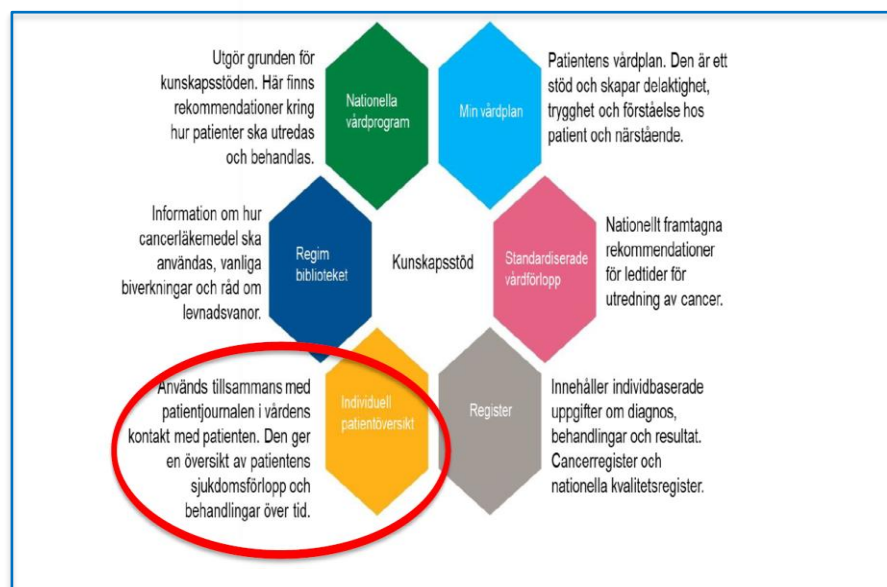 Utgör grunden för
kunskapsstöden. Här finns
rekommendationer kring
hur patienter ska utredas
och behandlas.
Nationella
vårdprogram
Min vårdplan
Patientens vårdplan. Den är ett
stöd och skapar delaktighet,
trygghet och förståelse hos
patient och närstående.
Information om hur
cancerläkemedel ska
användas, vanliga
biverkningar och råd om
levnadsvanor.
Regim
biblioteket
Kunskapsstöd
Standardiserade
vårdförlopp
Nationellt framtagna
rekommendationer
för ledtider för
utredning av cancer.
Används tillsammans med
patientjournalen i vårdens
kontakt med patienten. Den ger
en översikt av patientens
sjukdomsförlopp och
behandlingar över tid.
Individuell
patientöversikt
Register
Innehåller individbaserade
uppgifter om diagnos,
behandlingar och resultat.
Cancerregister och
nationella kvalitetsregister.